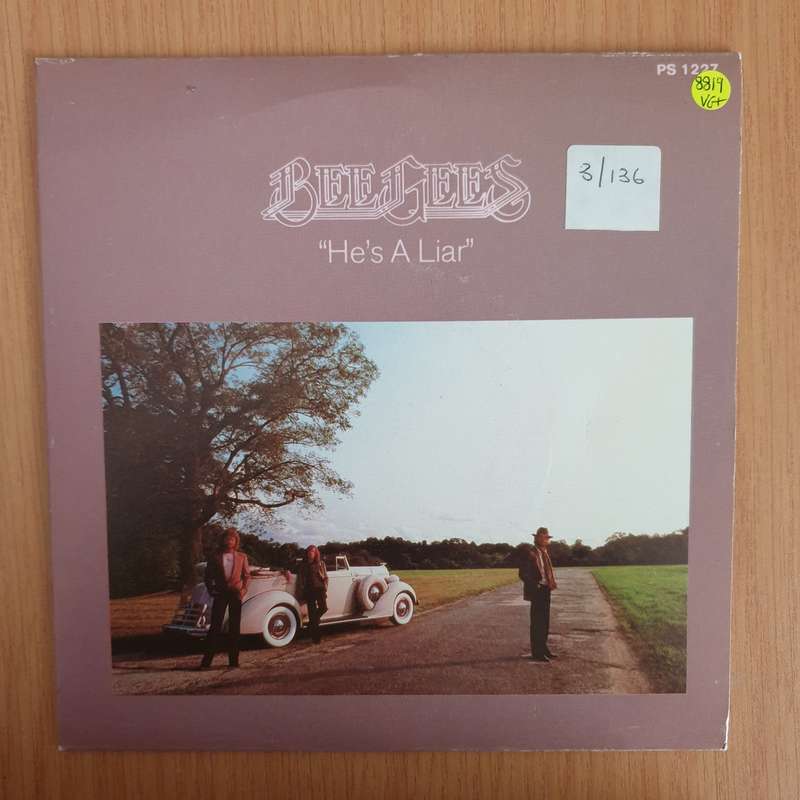 PS 1227
8819
VG+
3/136
BEE GEES
“He's A Liar”